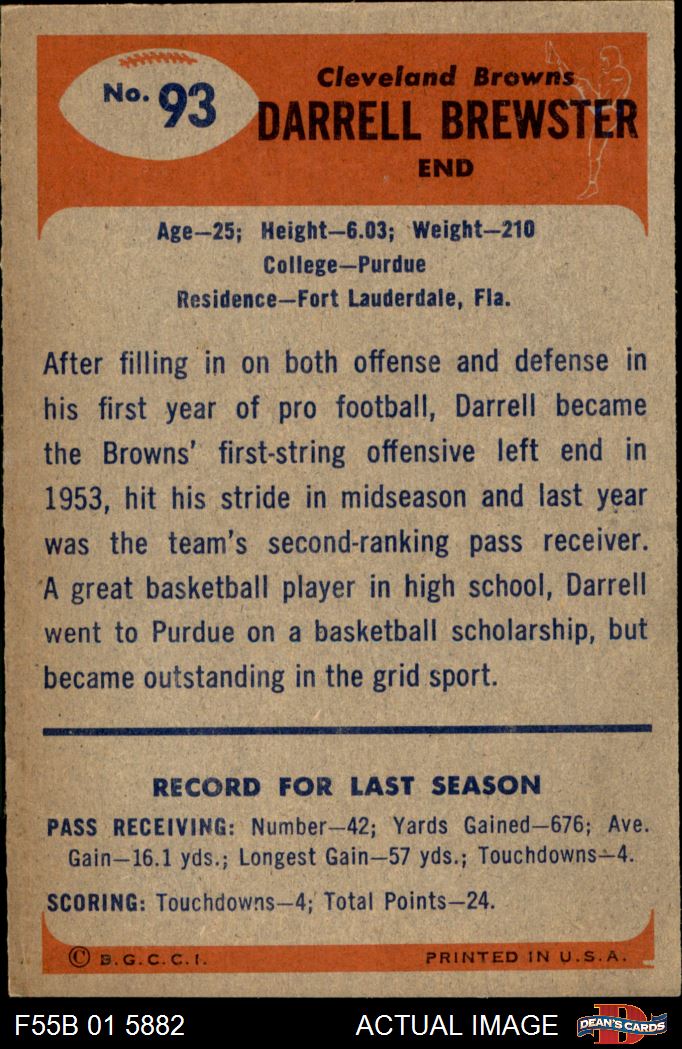 No. 93
Cleveland Browns
DARRELL BREWSTER
END
Age—25; Height—6.03; Weight—210
College—Purdue
Residence—Fort Lauderdale, Fla.
After filling in on both offense and defense in
his first year of pro football, Darrell became
the Browns' first-string offensive left end in
1953, hit his stride in midseason and last year
was the team's second-ranking pass receiver.
A great basketball player in high school, Darrell
went to Purdue on a basketball scholarship, but
became outstanding in the grid sport.
RECORD FOR LAST SEASON
PASS RECEIVING: Number—42; Yards Gained—676; Ave.
Gain—16.1 yds.; Longest Gain—57 yds.; Touchdowns—4.
SCORING: Touchdowns—4; Total Points—24.
© B.G.C.C.I. PRINTED IN U.S.A.
F55B 01 5882 ACTUAL IMAGE D DEAN'S CARDS